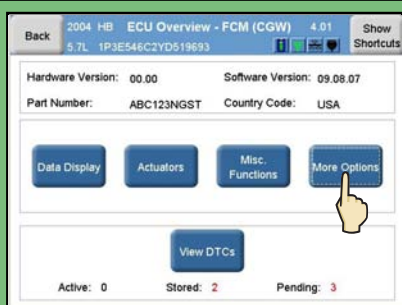 Back
2004 HB ECU Overview - FCM (CGW) 4.01
5.7L 1P3E546C2YD519693
Show Shortcuts
Hardware Version: 00.00 Software Version: 09.08.07
Part Number: ABC123NGST Country Code: USA
Data Display
Actuators
Misc. Functions
More Options
View DTCs
Active: 0 Stored: 2 Pending: 3